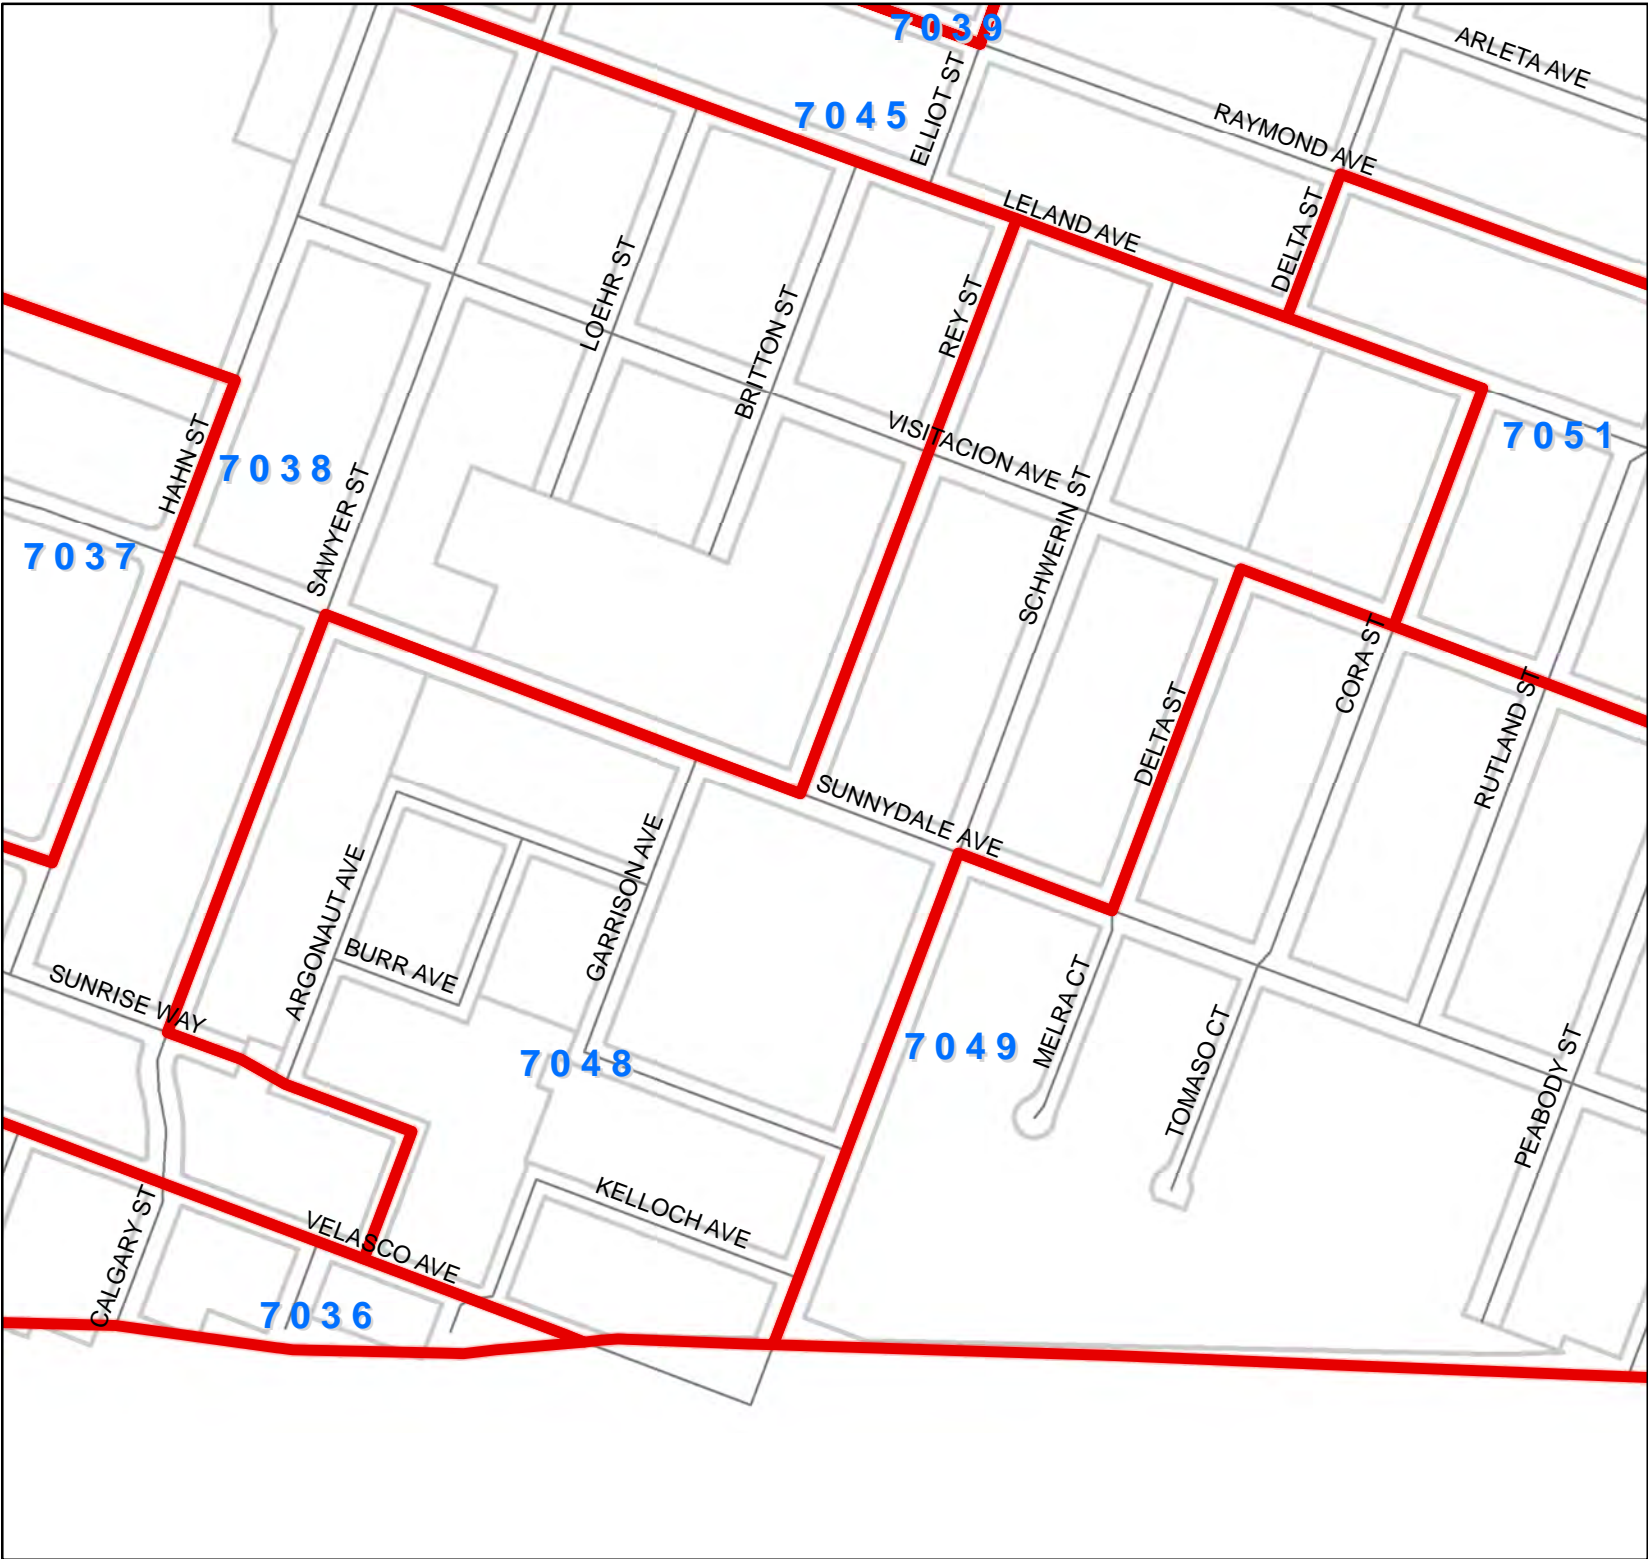 7039
ARLETA AVE
ELLIOT ST
7045
RAYMOND AVE
LELAND AVE
DELTA ST
LOEHR ST
BRITTON ST
REY ST
7051
HAHN ST
7038
VISITACION AVE
SAWYER ST
SCHWERIN ST
7037
CORA ST
DELTA ST
RUTLAND ST
SUNNYDALE AVE
GARRISON AVE
ARGONAUT AVE
BURR AVE
SUNRISE WAY
MELRA CT
7049
7048
TOMASO CT
PEABODY ST
KELLOCH AVE
VELASCO AVE
CALGARY ST
7036